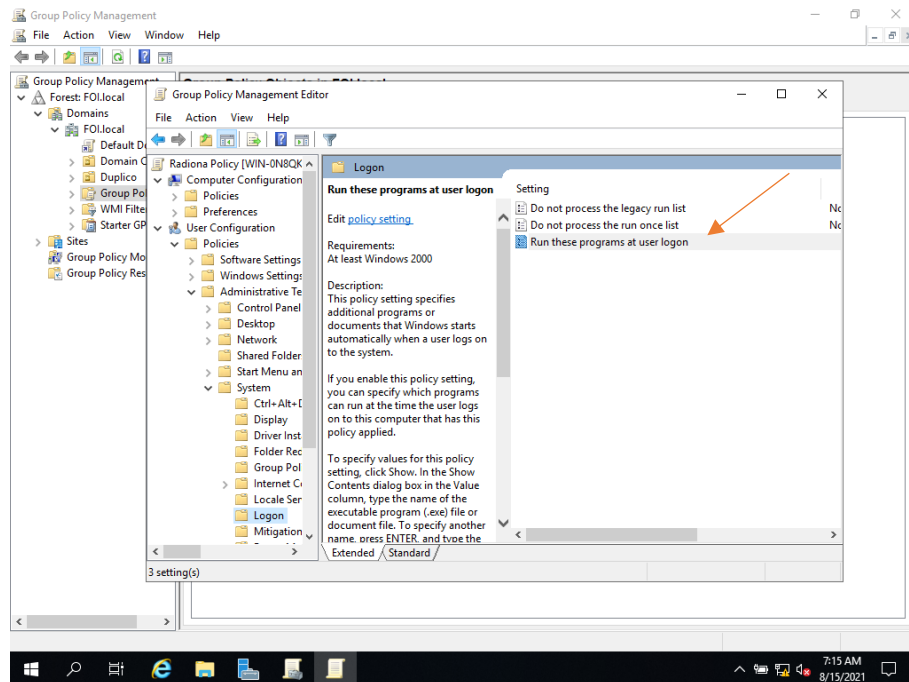 Group Policy Management
File Action View Window Help
Group Policy Management
Forest: FOI.local
Domains
FOI.local
Default Do
Domain C
Duplico
Group Pol
WMI Filte
Starter GP
Sites
Group Policy Mo
Group Policy Res
Group Policy Management Editor
File Action View Help
Radiona Policy [WIN-0N8QK
Computer Configuration
Policies
Preferences
User Configuration
Policies
Software Settings
Windows Settings
Administrative Te
Control Panel
Desktop
Network
Shared Folder
Start Menu an
System
Ctrl+Alt+D
Display
Driver Inst
Folder Red
Group Pol
Internet Co
Locale Ser
Logon
Mitigation
Logon
Run these programs at user logon
Edit policy setting
Requirements:
At least Windows 2000
Description:
This policy setting specifies
additional programs or
documents that Windows starts
automatically when a user logs on
to the system.
If you enable this policy setting,
you can specify which programs
can run at the time the user logs
on to this computer that has this
policy applied.
To specify values for this policy
setting, click Show. In the Show
Contents dialog box in the Value
column, type the name of the
executable program (.exe) file or
document file. To specify another
name, press ENTER, and type the
Setting
Do not process the legacy run list No
Do not process the run once list No
Run these programs at user logon
Extended Standard
3 setting(s)
7:15 AM
8/15/2021